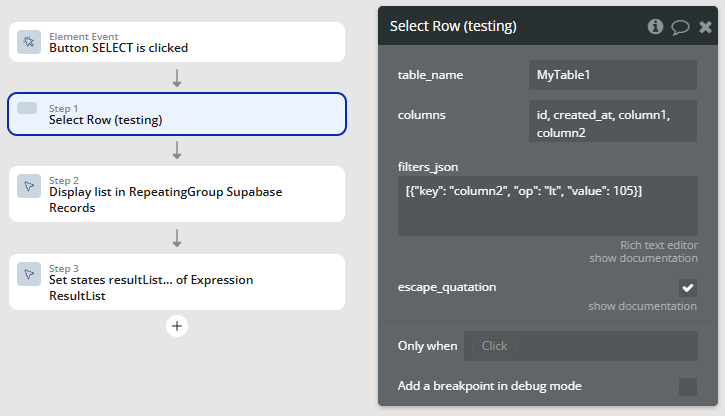 Element Event
Button SELECT is clicked
Step 1
Select Row (testing)
Step 2
Display list in RepeatingGroup Supabase
Records
Step 3
Set states resultList... of Expression
ResultList
Select Row (testing)
table_name
MyTable1
columns
id, created_at, column1,
column2
filters_json
[{"key": "column2", "op": "lt", "value": 105}]
Rich text editor
show documentation
escape_quatation
show documentation
Only when
Click
Add a breakpoint in debug mode